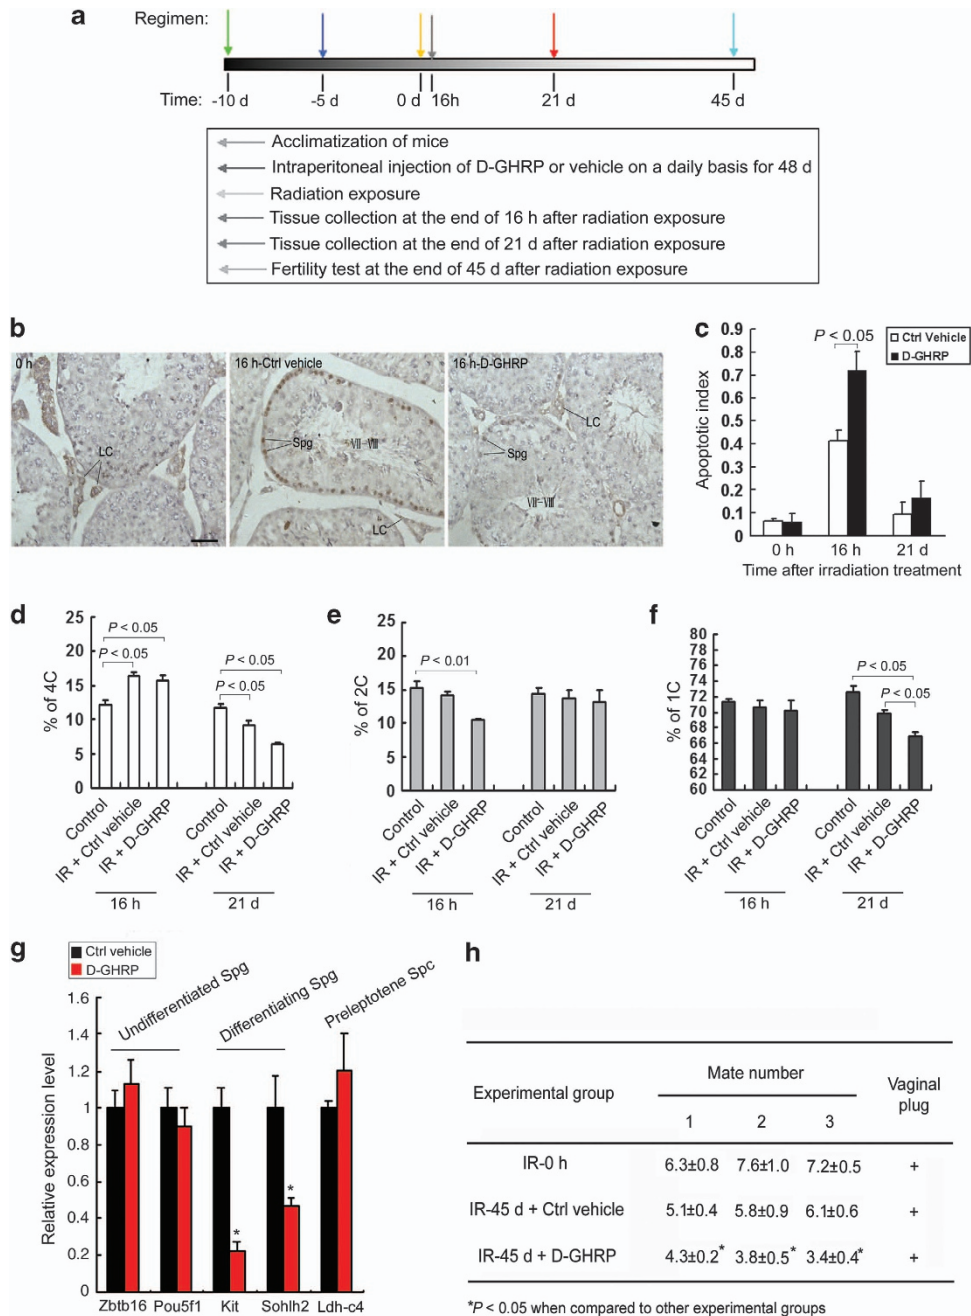 a
Regimen:
Time: -10 d -5 d 0 d 16h 21 d 45 d
Acclimatization of mice
Intraperitoneal injection of D-GHRP or vehicle on a daily basis for 48 d
Radiation exposure
Tissue collection at the end of 16 h after radiation exposure
Tissue collection at the end of 21 d after radiation exposure
Fertility test at the end of 45 d after radiation exposure
b
0 h
LC
16 h-Ctrl vehicle
Spg
VII-VIII
LC
16 h-D-GHRP
LC
Spg
VII-VIII
c
Apoptotic index
0.9
0.8
0.7
0.6
0.5
0.4
0.3
0.2
0.1
0
P < 0.05
Ctrl Vehicle
D-GHRP
0 h 16 h 21 d
Time after irradiation treatment
d
% of 4C
25
20
15
10
5
0
P < 0.05
P < 0.05
P < 0.05
P < 0.05
Control
IR + Ctrl vehicle
IR + D-GHRP
Control
IR + Ctrl vehicle
IR + D-GHRP
16 h 21 d
e
% of 2C
25
20
15
10
5
0
P < 0.01
Control
IR + Ctrl vehicle
IR + D-GHRP
Control
IR + Ctrl vehicle
IR + D-GHRP
16 h 21 d
f
% of 1C
78
76
74
72
70
68
66
64
62
60
P < 0.05
P < 0.05
Control
IR + Ctrl vehicle
IR + D-GHRP
Control
IR + Ctrl vehicle
IR + D-GHRP
16 h 21 d
g
Ctrl vehicle
D-GHRP
Undifferentiated Spg
Differentiating Spg
Preleptotene Spc
Relative expression level
1.6
1.4
1.2
1
0.8
0.6
0.4
0.2
0
*
*
Zbtb16 Pou5f1 Kit Sohlh2 Ldh-c4
h
Experimental group Mate number Vaginal plug
1 2 3
IR-0 h 6.3±0.8 7.6±1.0 7.2±0.5 +
IR-45 d + Ctrl vehicle 5.1±0.4 5.8±0.9 6.1±0.6 +
IR-45 d + D-GHRP 4.3±0.2* 3.8±0.5* 3.4±0.4* +
*P < 0.05 when compared to other experimental groups